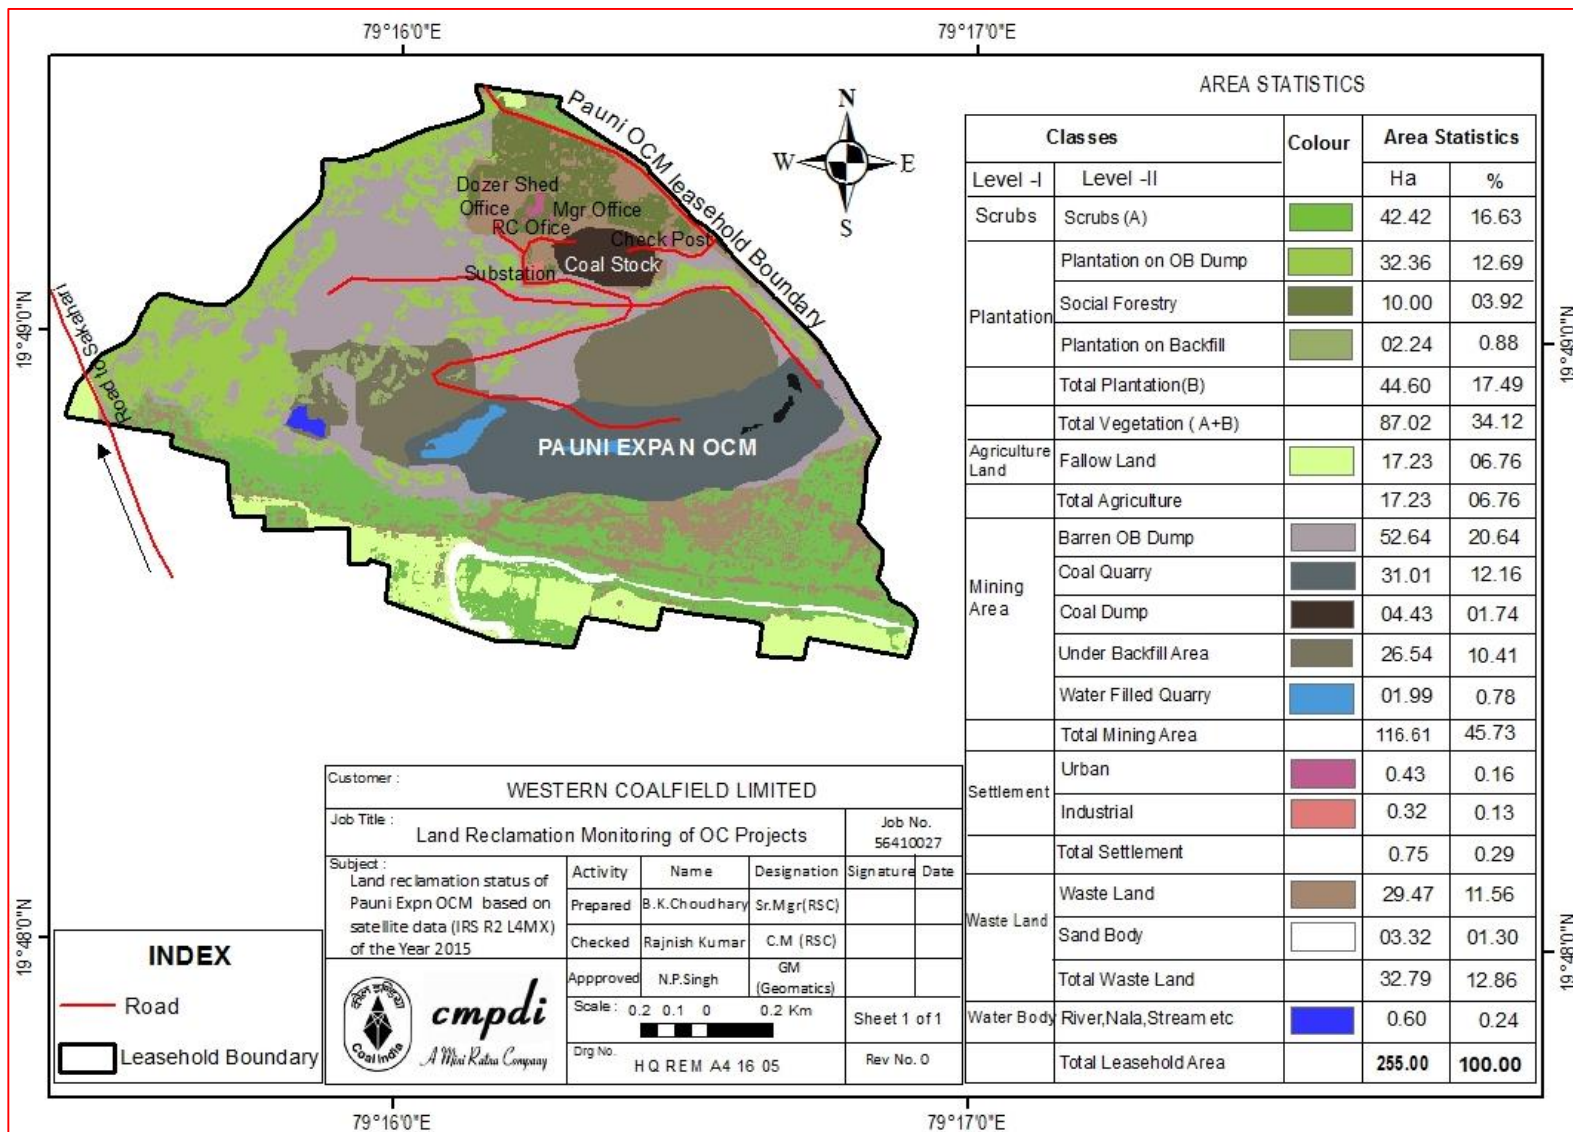 79°16'0"E
79°17'0"E
AREA STATISTICS
N
W
E
S
Pauni OCM leasehold Boundary
Dozer Shed
Office
Mgr Office
RC Ofice
Check Post
Coal Stock
Substation
PAUNI EXPAN OCM
Road to Sakahari
19°49'0"N
19°49'0"N
19°48'0"N
19°48'0"N
Classes Colour Area Statistics
Level -I Level -II Ha %
Scrubs Scrubs (A) 42.42 16.63
Plantation
Plantation on OB Dump 32.36 12.69
Social Forestry 10.00 03.92
Plantation on Backfill 02.24 0.88
Total Plantation(B) 44.60 17.49
Total Vegetation ( A+B) 87.02 34.12
Agriculture
Land
Fallow Land 17.23 06.76
Total Agriculture 17.23 06.76
Mining
Area
Barren OB Dump 52.64 20.64
Coal Quarry 31.01 12.16
Coal Dump 04.43 01.74
Under Backfill Area 26.54 10.41
Water Filled Quarry 01.99 0.78
Total Mining Area 116.61 45.73
Settlement
Urban 0.43 0.16
Industrial 0.32 0.13
Total Settlement 0.75 0.29
Waste Land
Waste Land 29.47 11.56
Sand Body 03.32 01.30
Total Waste Land 32.79 12.86
Water Body River,Nala,Stream etc 0.60 0.24
Total Leasehold Area 255.00 100.00
Customer :
WESTERN COALFIELD LIMITED
Job Title :
Land Reclamation Monitoring of OC Projects
Job No.
56410027
Subject :
Land reclamation status of
Pauni Expn OCM based on
satellite data (IRS R2 L4MX)
of the Year 2015
Activity Name Designation Signature Date
Prepared B.K.Choudhary Sr.Mgr(RSC)
Checked Rajnish Kumar C.M (RSC)
Appproved N.P.Singh GM
(Geomatics)
Scale : 0.2 0.1 0 0.2 Km
Sheet 1 of 1
Drg No.
HQ REM A4 16 05
Rev No. 0
कोल इण्डिया
Coal India
cmpdi
A Mini Ratna Company
INDEX
Road
Leasehold Boundary
79°16'0"E
79°17'0"E